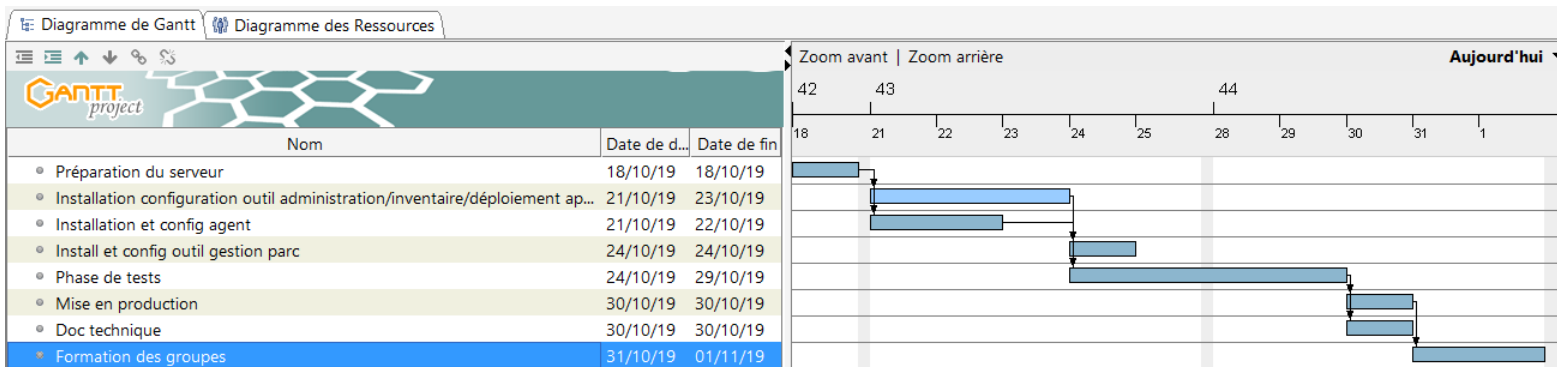 Diagramme de Gantt Diagramme des Ressources
Zoom avant | Zoom arrière Aujourd'hui
GANTT
project
42 43 44
18 21 22 23 24 25 28 29 30 31 1
Nom Date de d... Date de fin
Préparation du serveur 18/10/19 18/10/19
Installation configuration outil administration/inventaire/déploiement ap... 21/10/19 23/10/19
Installation et config agent 21/10/19 22/10/19
Install et config outil gestion parc 24/10/19 24/10/19
Phase de tests 24/10/19 29/10/19
Mise en production 30/10/19 30/10/19
Doc technique 30/10/19 30/10/19
Formation des groupes 31/10/19 01/11/19